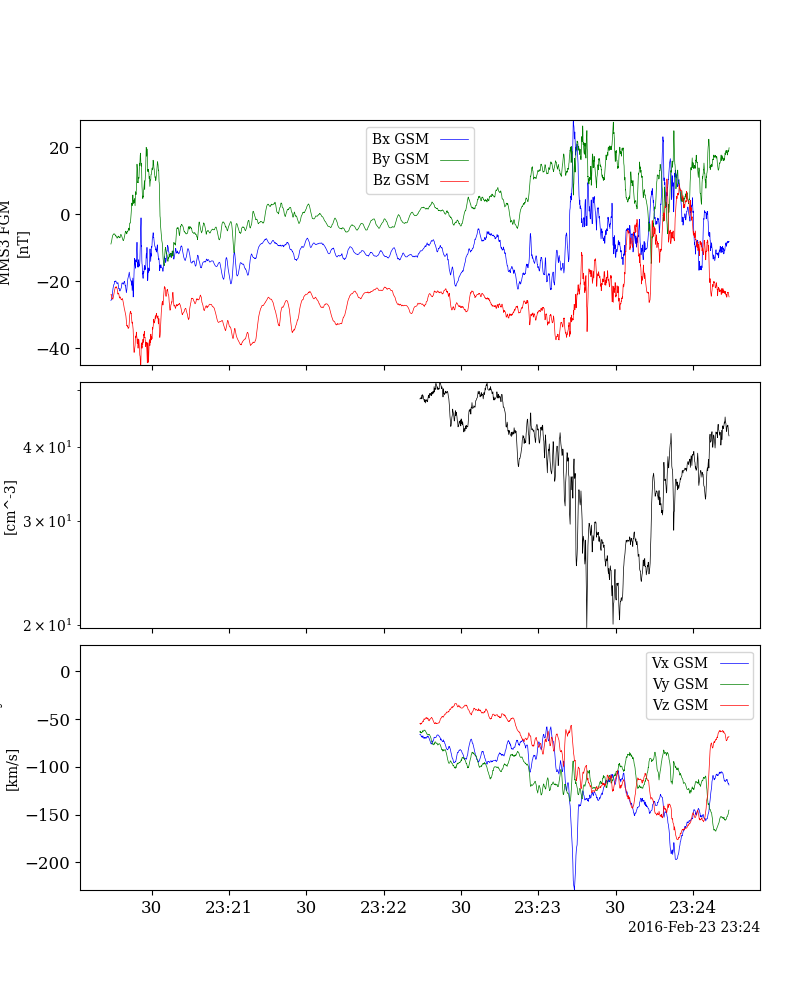 Bx GSM
By GSM
Bz GSM
MMS3 FGM
[nT]
20
0
−20
−40
[cm^-3]
4 × 10¹
3 × 10¹
2 × 10¹
Vx GSM
Vy GSM
Vz GSM
[km/s]
0
−50
−100
−150
−200
30 23:21 30 23:22 30 23:23 30 23:24
2016-Feb-23 23:24